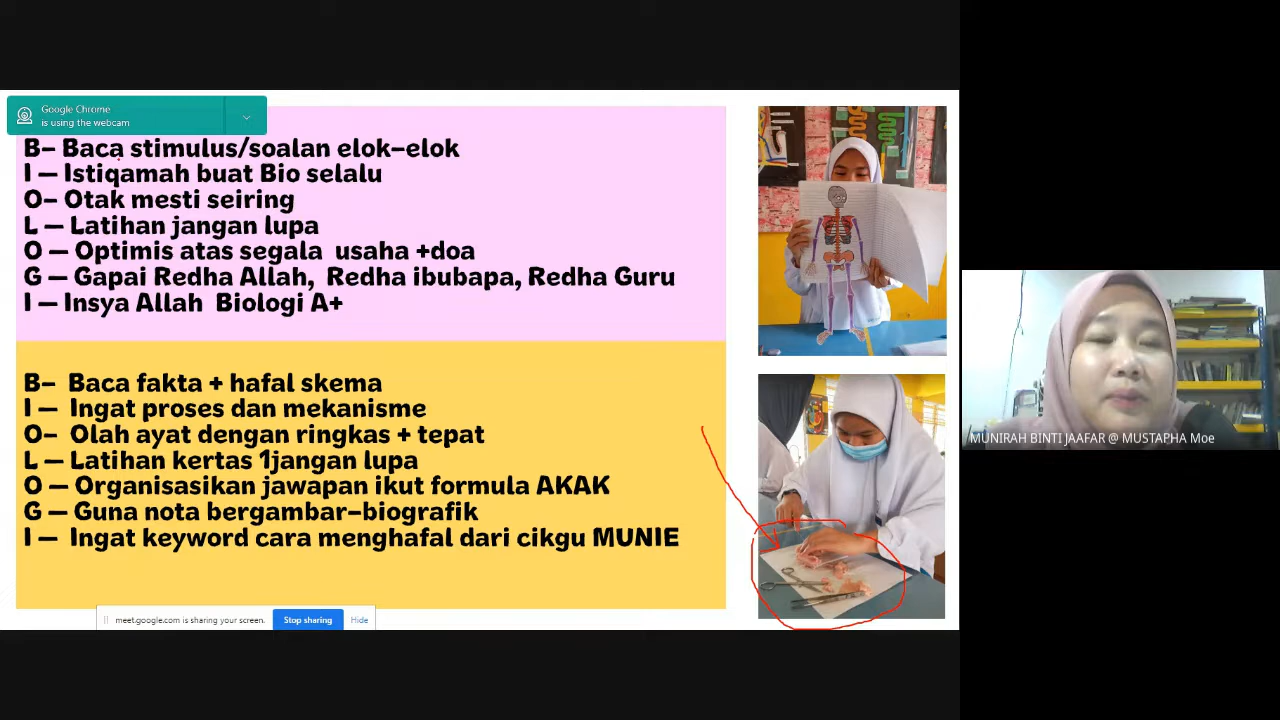 Google Chrome
is using the webcam
B– Baca stimulus/soalan elok–elok
I – Istiqamah buat Bio selalu
O– Otak mesti seiring
L – Latihan jangan lupa
O – Optimis atas segala usaha +doa
G – Gapai Redha Allah, Redha ibubapa, Redha Guru
I – Insya Allah Biologi A+
B– Baca fakta + hafal skema
I – Ingat proses dan mekanisme
O– Olah ayat dengan ringkas + tepat
L – Latihan kertas 1jangan lupa
O – Organisasikan jawapan ikut formula AKAK
G – Guna nota bergambar–biografik
I – Ingat keyword cara menghafal dari cikgu MUNIE
meet.google.com is sharing your screen. Stop sharing Hide
MUNIRAH BINTI JAAFAR @ MUSTAPHA Moe